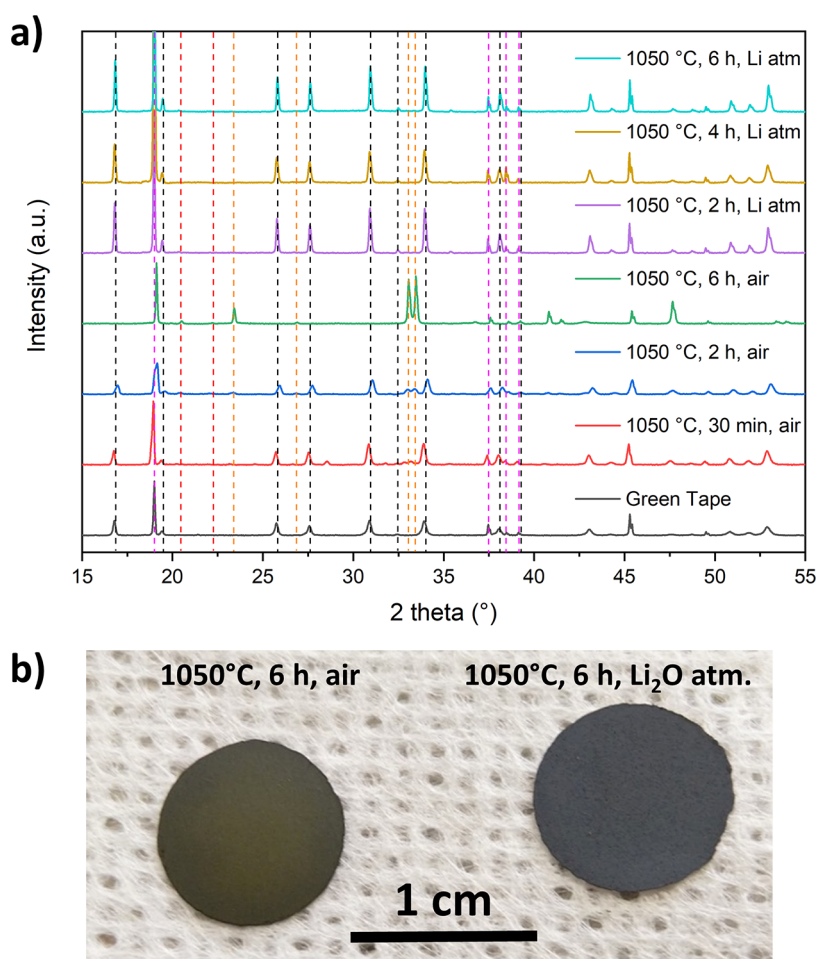 a)
1050 °C, 6 h, Li atm
1050 °C, 4 h, Li atm
1050 °C, 2 h, Li atm
1050 °C, 6 h, air
1050 °C, 2 h, air
1050 °C, 30 min, air
Green Tape
Intensity (a.u.)
15 20 25 30 35 40 45 50 55
2 theta (°)
b)
1050°C, 6 h, air
1050°C, 6 h, Li₂O atm.
1 cm